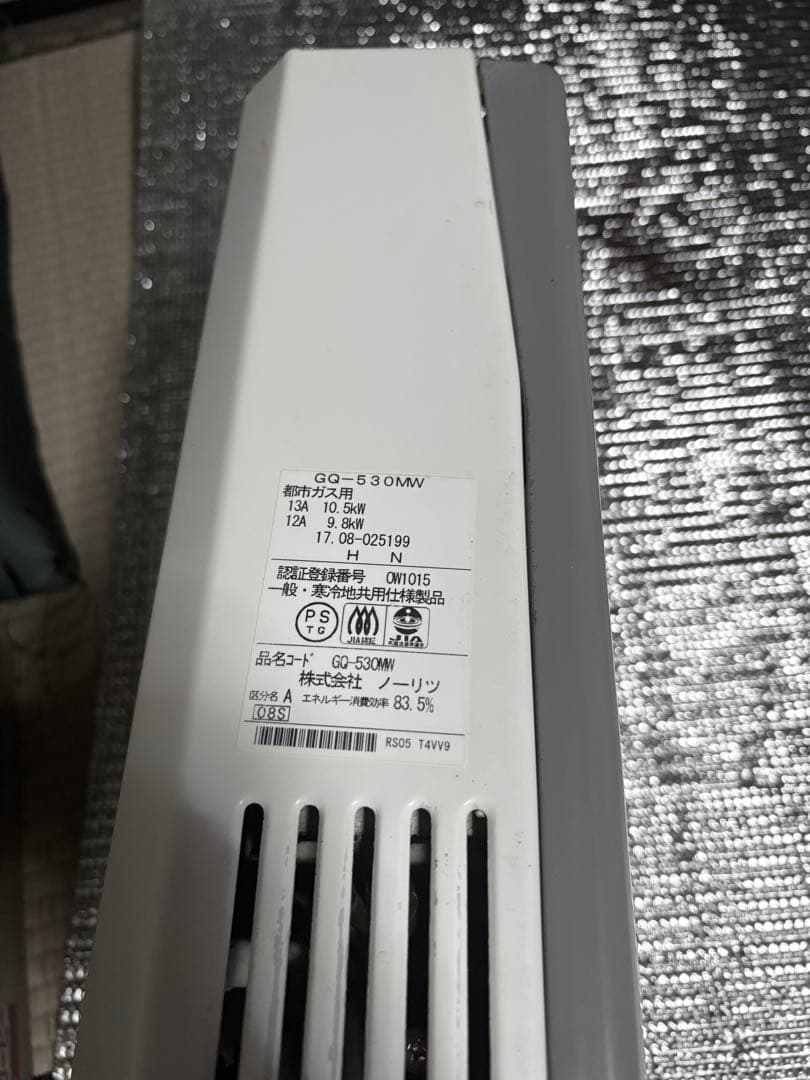 GQ-530MW
都市ガス用
13A 10.5kW
12A 9.8kW
17.08-025199
H N
認証登録番号 OW1015
一般・寒冷地共用仕様製品
PS TG JIA認証 JIA
品名コード GQ-530MW
株式会社 ノーリツ
区分名 A エネルギー消費効率 83.5%
08S
RS05 T4VV9